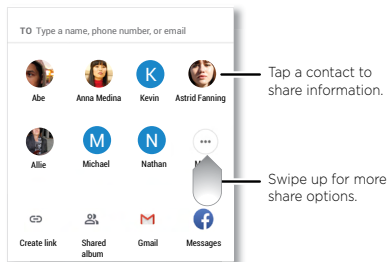 TO Type a name, phone number, or email
Abe Anna Medina Kevin Astrid Fanning
Tap a contact to
share information.
K
M N
Allie Michael Nathan
Swipe up for more
share options.
Create link Shared album Gmail Messages